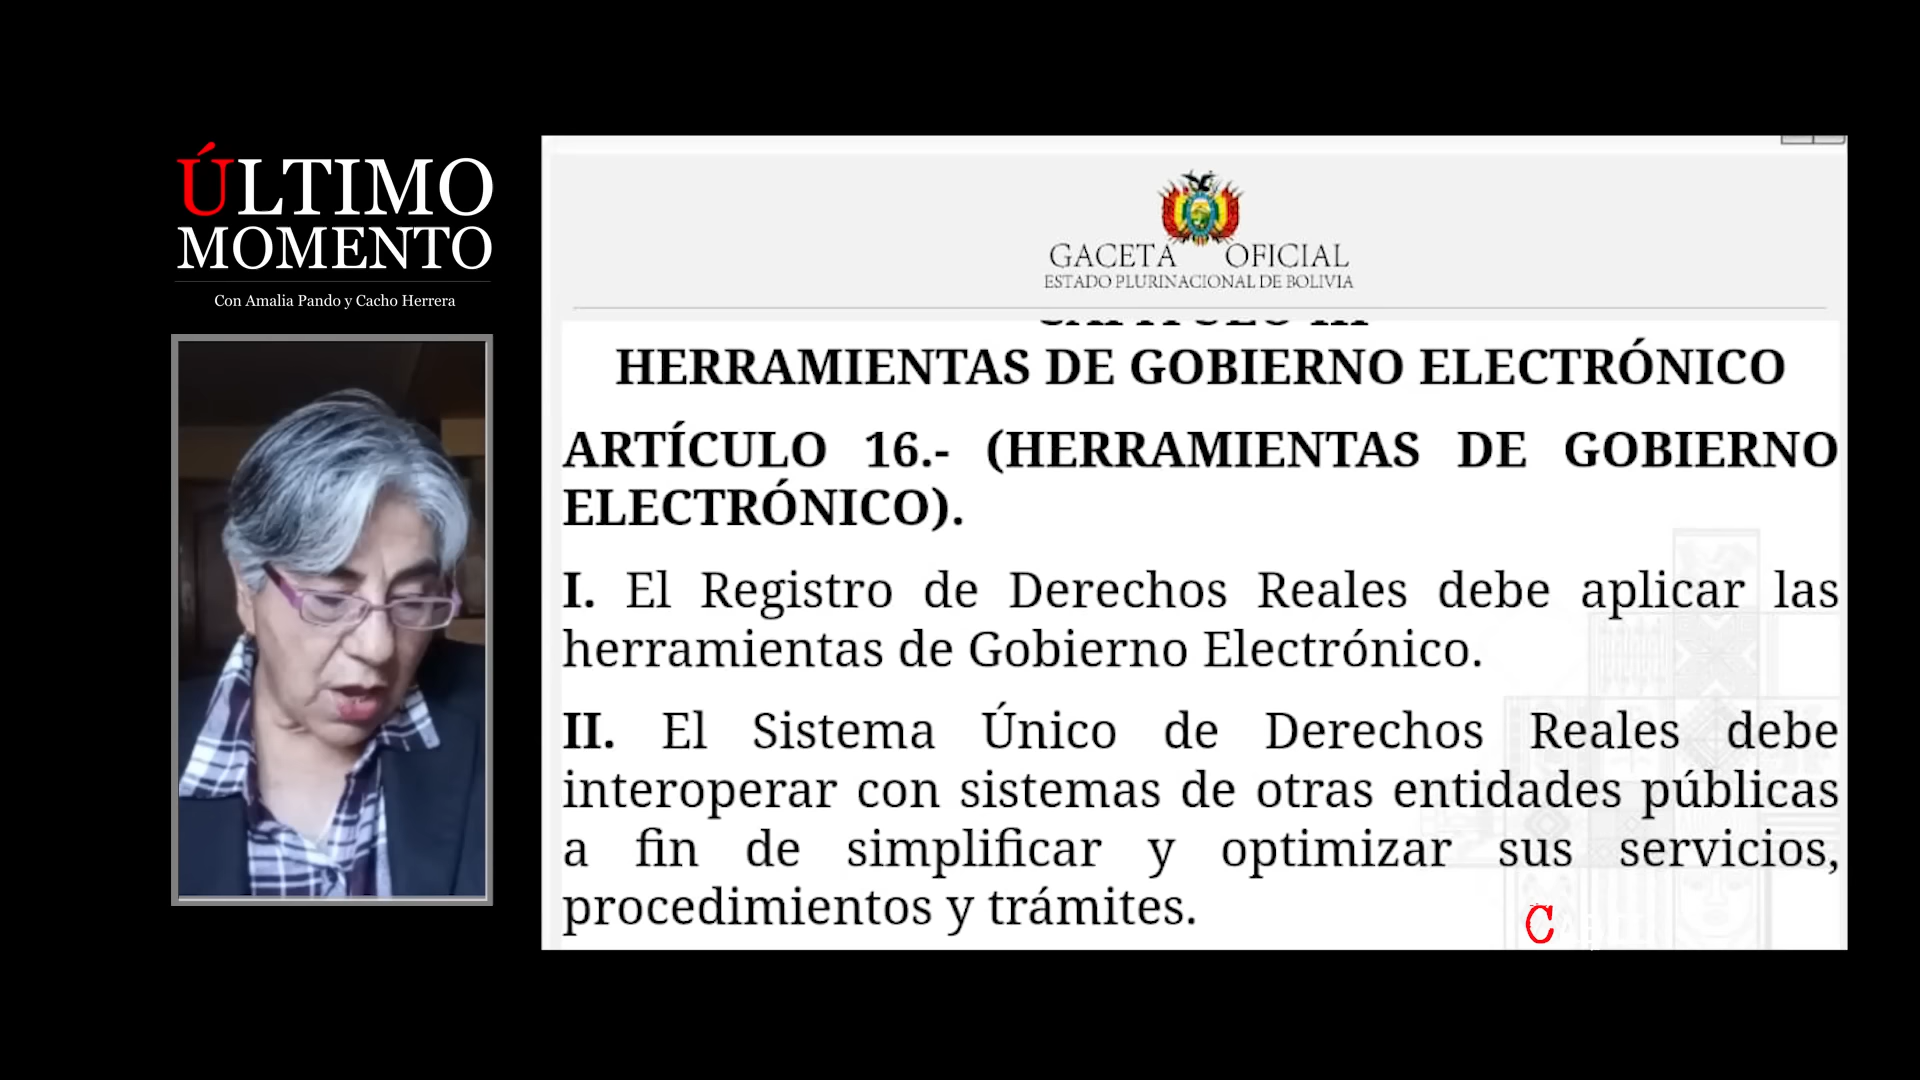 ÚLTIMO
MOMENTO
Con Amalia Pando y Cacho Herrera
GACETA OFICIAL
ESTADO PLURINACIONAL DE BOLIVIA
CAPÍTULO III
HERRAMIENTAS DE GOBIERNO ELECTRÓNICO
ARTÍCULO 16.- (HERRAMIENTAS DE GOBIERNO
ELECTRÓNICO).
I. El Registro de Derechos Reales debe aplicar las
herramientas de Gobierno Electrónico.
II. El Sistema Único de Derechos Reales debe
interoperar con sistemas de otras entidades públicas
a fin de simplificar y optimizar sus servicios,
procedimientos y trámites.